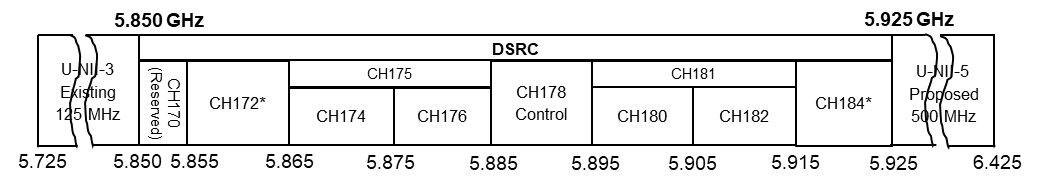 5.850 GHz
5.925 GHz
DSRC
U-NII-3
Existing
125 MHz
CH170
(Reserved)
CH172*
CH175
CH174
CH176
CH178
Control
CH181
CH180
CH182
CH184*
U-NII-5
Proposed
500 MHz
5.725
5.850
5.855
5.865
5.875
5.885
5.895
5.905
5.915
5.925
6.425